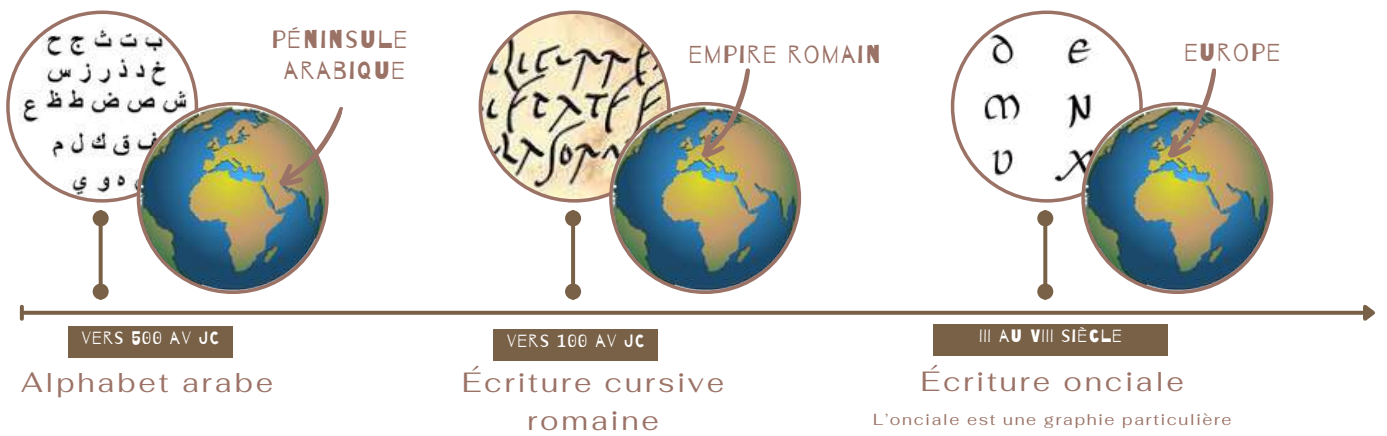 ب ت ث ج ح
خ د ذ ر ز س
ش ص ض ط ظ ع
ف ق ك ل م
ه و ي
PÉNINSULE
ARABIQUE
VERS 500 AV JC
Alphabet arabe
EMPIRE ROMAIN
VERS 100 AV JC
Écriture cursive
romaine
d e
m N
v x
EUROPE
III AU VIII SIÈCLE
Écriture onciale
L'onciale est une graphie particulière